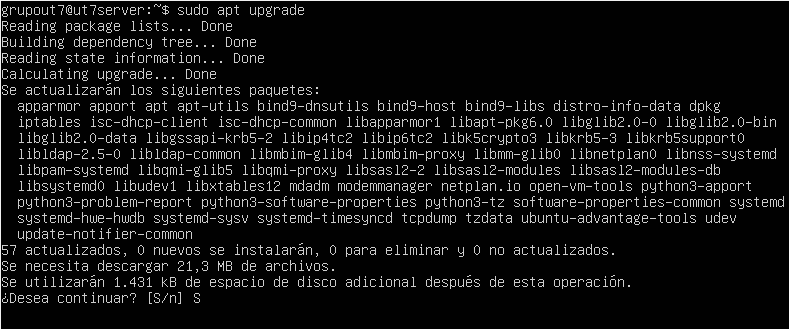 grupout7@ut7server:~$ sudo apt upgrade
Reading package lists... Done
Building dependency tree... Done
Reading state information... Done
Calculating upgrade... Done
Se actualizarán los siguientes paquetes:
  apparmor apport apt apt-utils bind9-dnsutils bind9-host bind9-libs distro-info-data dpkg
  iptables isc-dhcp-client isc-dhcp-common libapparmor1 libapt-pkg6.0 libglib2.0-0 libglib2.0-bin
  libglib2.0-data libgssapi-krb5-2 libip4tc2 libip6tc2 libk5crypto3 libkrb5-3 libkrb5support0
  libldap-2.5-0 libldap-common libmbim-glib4 libmbim-proxy libmm-glib0 libnetplan0 libnss-systemd
  libpam-systemd libqmi-glib5 libqmi-proxy libsasl2-2 libsasl2-modules libsasl2-modules-db
  libsystemd0 libudev1 libxtables12 mdadm modemmanager netplan.io open-vm-tools python3-apport
  python3-problem-report python3-software-properties python3-tz software-properties-common systemd
  systemd-hwe-hwdb systemd-sysv systemd-timesyncd tcpdump tzdata ubuntu-advantage-tools udev
  update-notifier-common
57 actualizados, 0 nuevos se instalarán, 0 para eliminar y 0 no actualizados.
Se necesita descargar 21,3 MB de archivos.
Se utilizarán 1.431 kB de espacio de disco adicional después de esta operación.
¿Desea continuar? [S/n] S